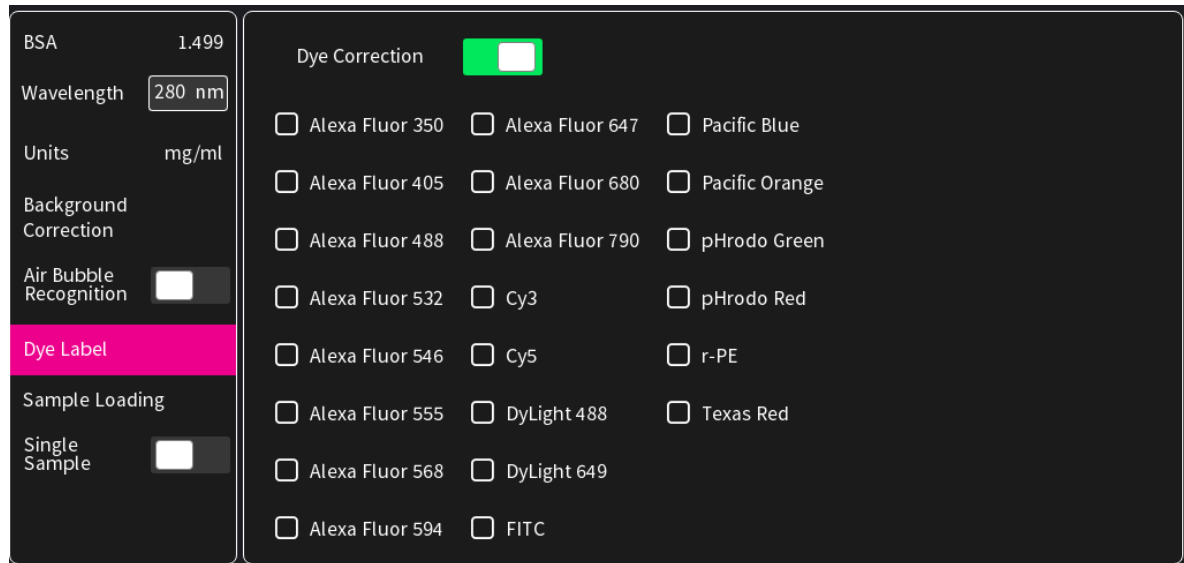 BSA 1.499
Wavelength 280 nm
Units mg/ml
Background
Correction
Air Bubble
Recognition
Dye Label
Sample Loading
Single
Sample
Dye Correction
Alexa Fluor 350 Alexa Fluor 647 Pacific Blue
Alexa Fluor 405 Alexa Fluor 680 Pacific Orange
Alexa Fluor 488 Alexa Fluor 790 pHrodo Green
Alexa Fluor 532 Cy3 pHrodo Red
Alexa Fluor 546 Cy5 r-PE
Alexa Fluor 555 DyLight 488 Texas Red
Alexa Fluor 568 DyLight 649
Alexa Fluor 594 FITC